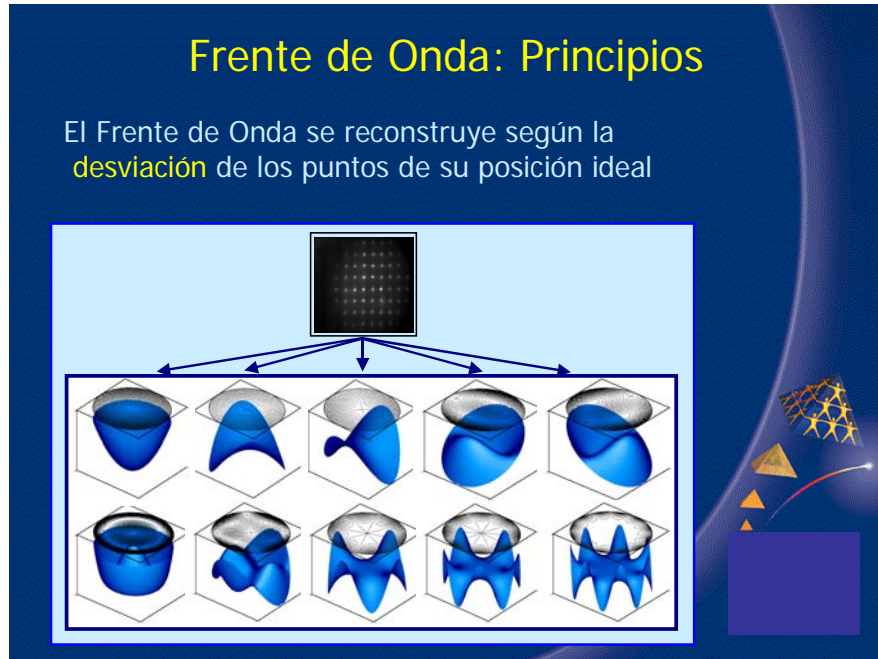 Frente de Onda: Principios
El Frente de Onda se reconstruye según la
desviación de los puntos de su posición ideal